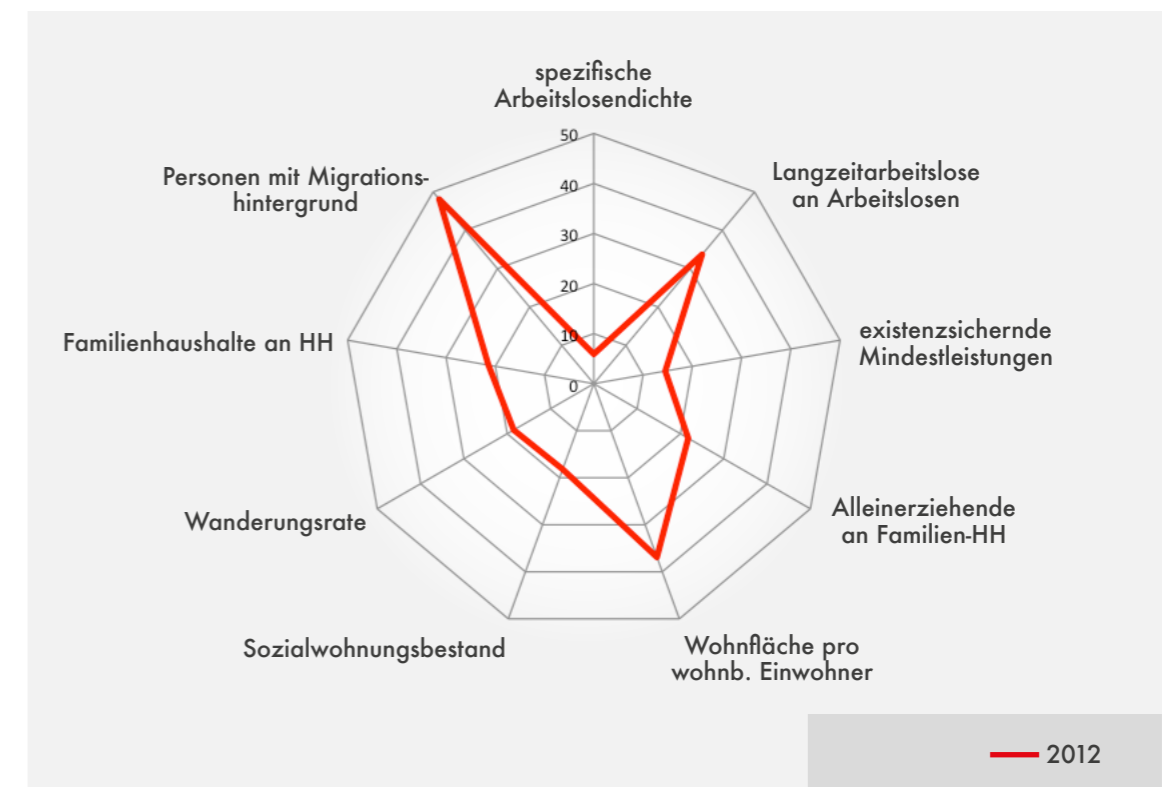 spezifische
Arbeitslosendichte
50
40
30
20
10
0
Langzeitarbeitslose
an Arbeitslosen
existenzsichernde
Mindestleistungen
Alleinerziehende
an Familien-HH
Wohnfläche pro
wohnb. Einwohner
Sozialwohnungsbestand
Wanderungsrate
Familienhaushalte an HH
Personen mit Migrations-
hintergrund
2012